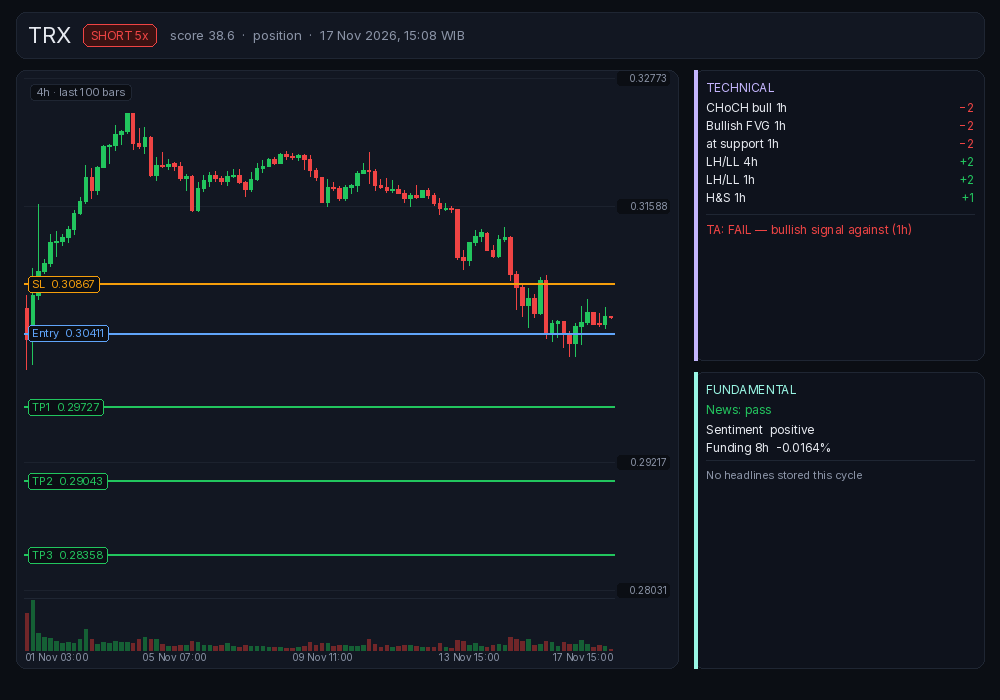 TRX SHORT 5x score 38.6 · position · 17 Nov 2026, 15:08 WIB
4h · last 100 bars
0.32773
0.31588
0.29217
0.28031
SL 0.30867
Entry 0.30411
TP1 0.29727
TP2 0.29043
TP3 0.28358
01 Nov 03:00 05 Nov 07:00 09 Nov 11:00 13 Nov 15:00 17 Nov 15:00
TECHNICAL
CHoCH bull 1h −2
Bullish FVG 1h −2
at support 1h −2
LH/LL 4h +2
LH/LL 1h +2
H&S 1h +1
TA: FAIL — bullish signal against (1h)
FUNDAMENTAL
News: pass
Sentiment positive
Funding 8h -0.0164%
No headlines stored this cycle